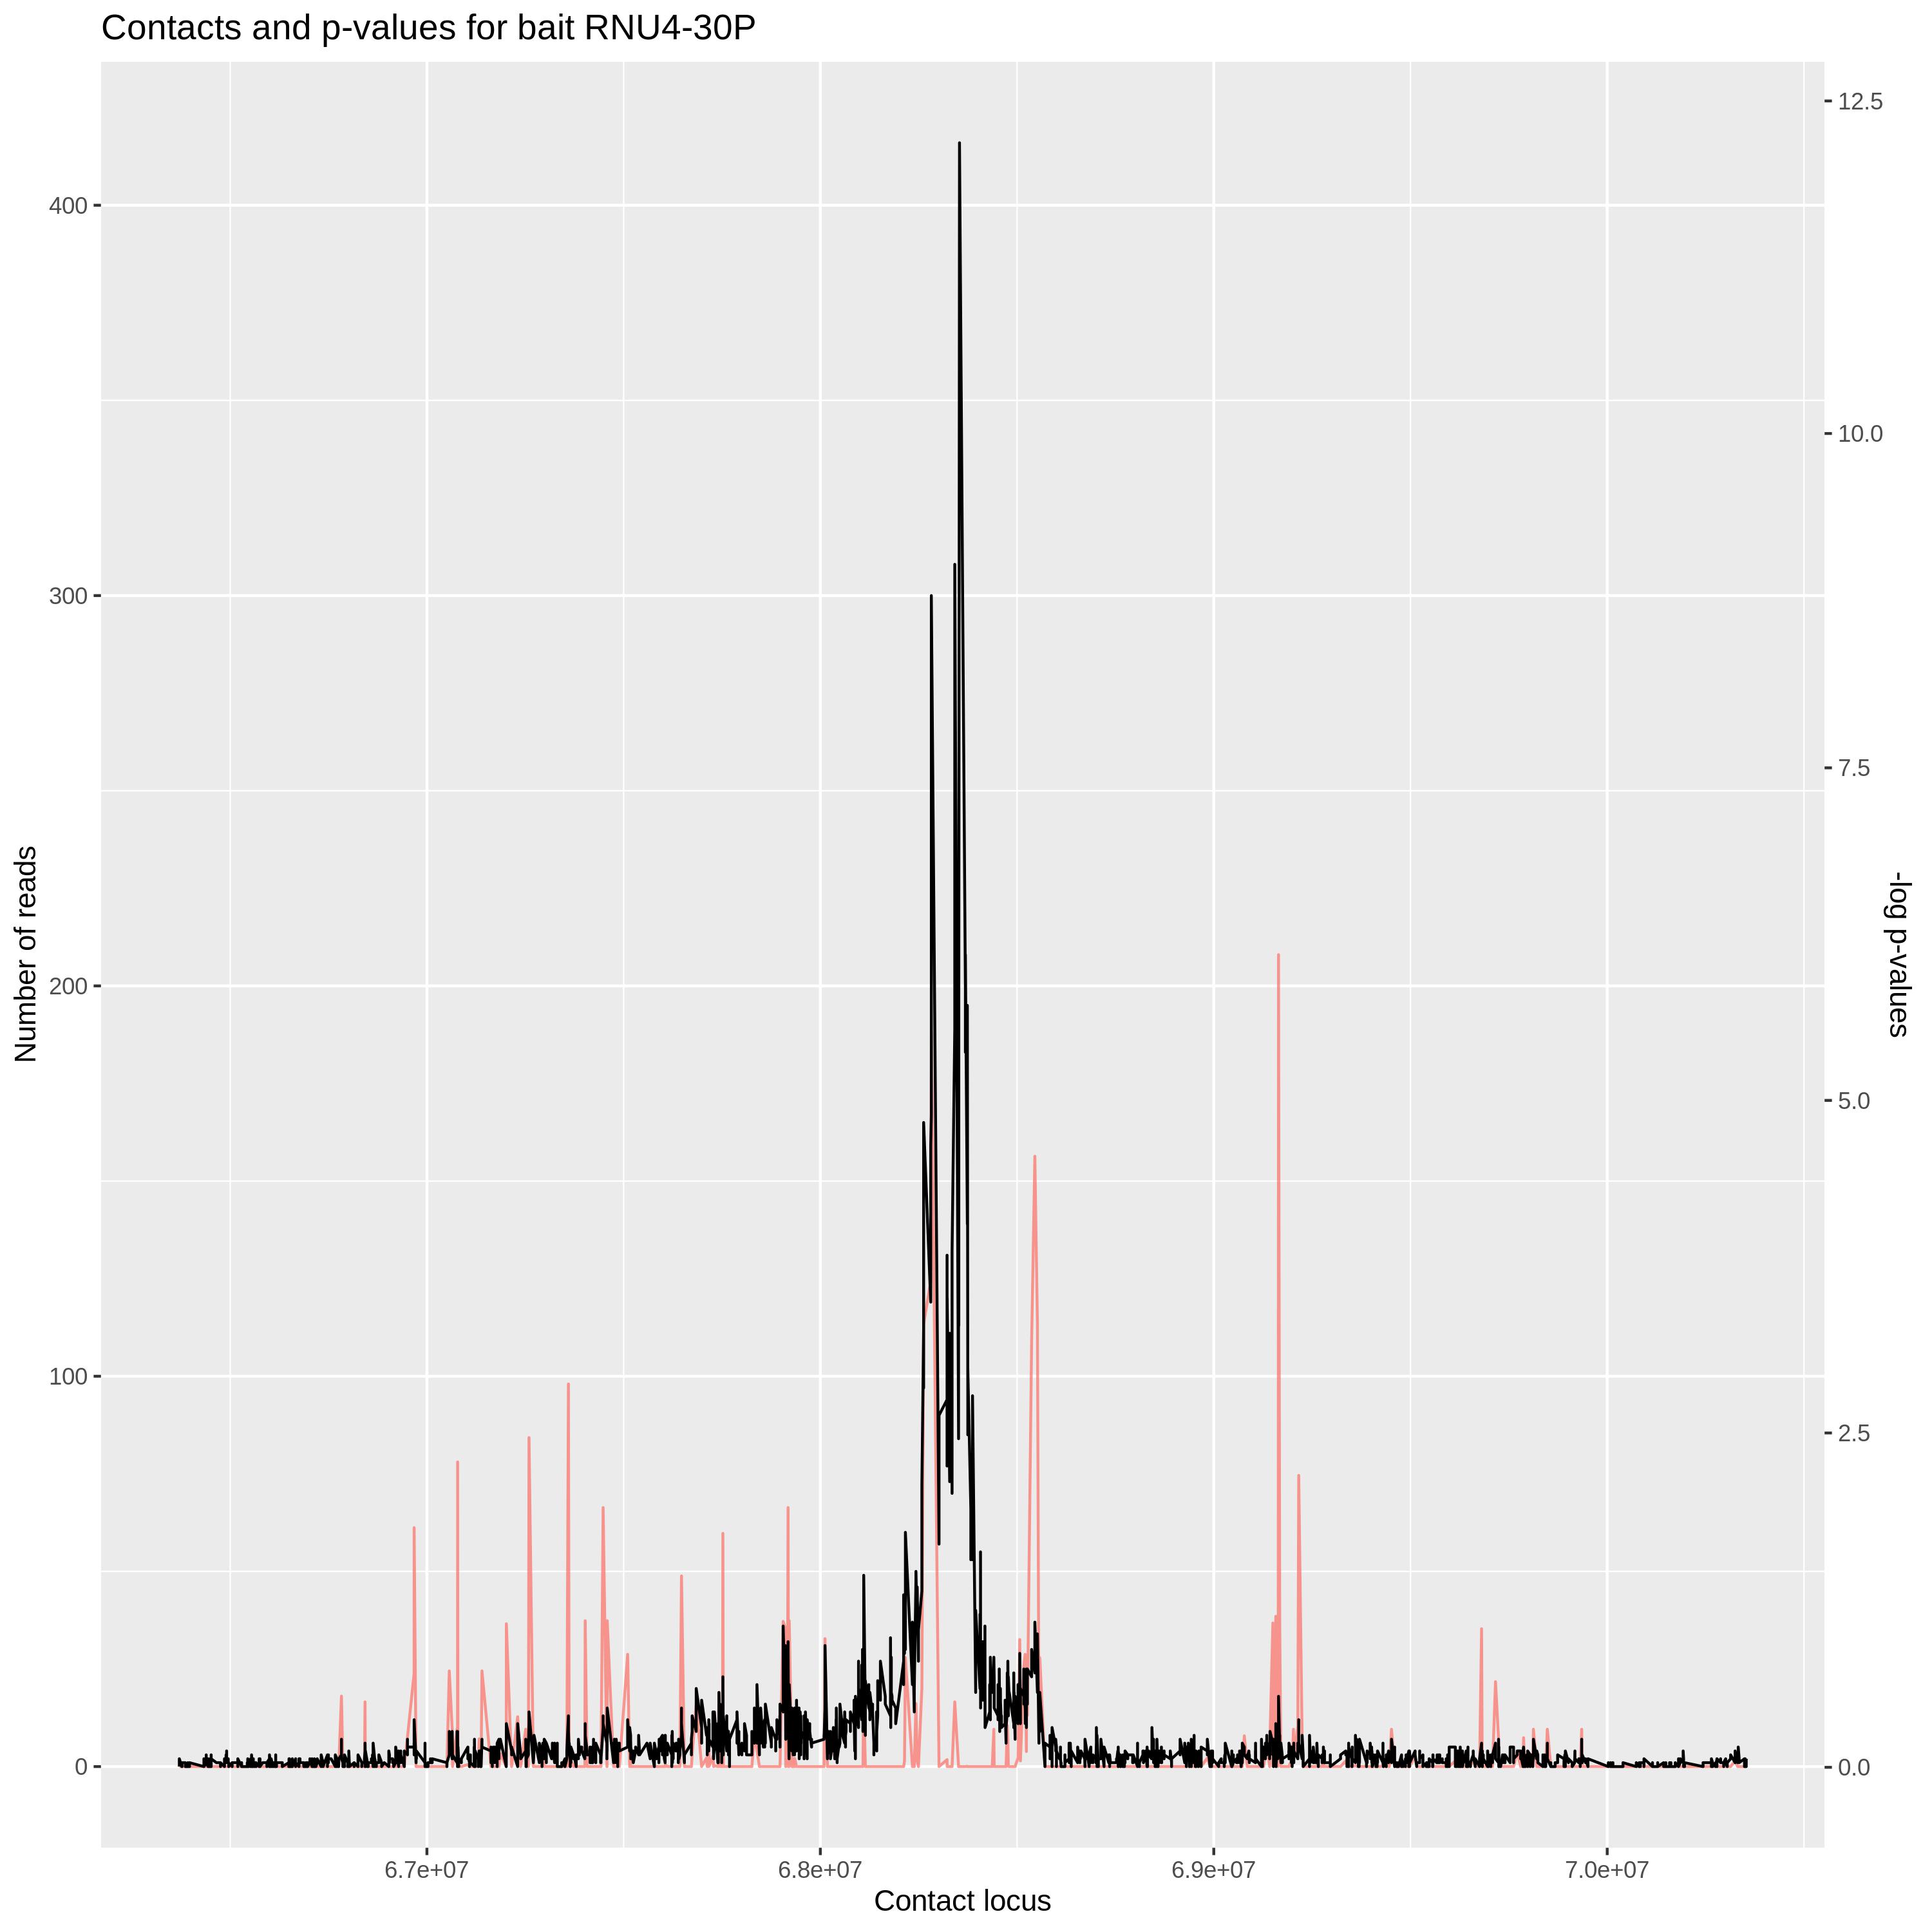 Contacts and p-values for bait RNU4-30P
400
300
200
100
0
12.5
10.0
7.5
5.0
2.5
0.0
Number of reads
-log p-values
6.7e+07
6.8e+07
6.9e+07
7.0e+07
Contact locus